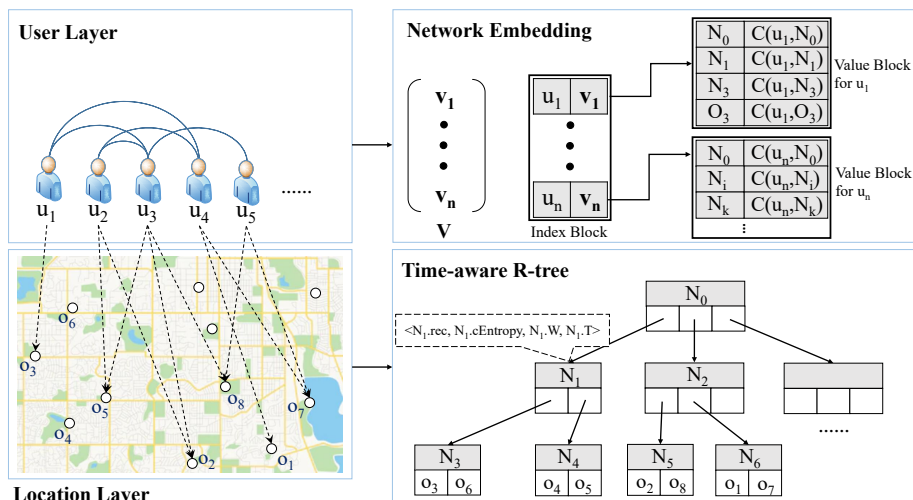 User Layer
u1 u2 u3 u4 u5 ......
Network Embedding
v1
vn
V
u1 v1
un vn
Index Block
N0 C(u1,N0)
N1 C(u1,N1)
N3 C(u1,N3)
O3 C(u1,O3)
Value Block
for u1
N0 C(un,N0)
Ni C(un,Ni)
Nk C(un,Nk)
Value Block
for un
o6
o3
o5
o8
o7
o4
o2
o1
Location Layer
Time-aware R-tree
N0
<N1.rec, N1.cEntropy, N1.W, N1.T>
N1
N2
......
N3
N4
N5
N6
o3 o6
o4 o5
o2 o8
o1 o7